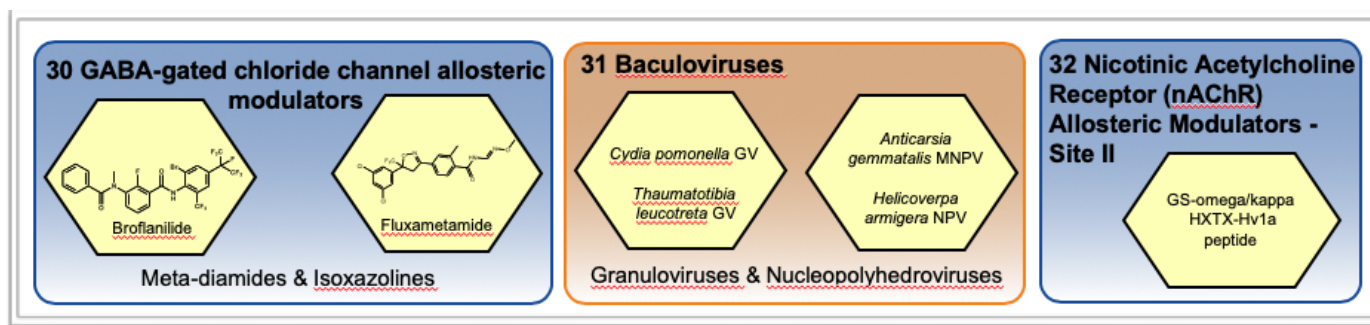 30 GABA-gated chloride channel allosteric
modulators
Broflanilide
Fluxametamide
Meta-diamides & Isoxazolines
31 Baculoviruses
Cydia pomonella GV
Thaumatotibia
leucotreta GV
Anticarsia
gemmatalis MNPV
Helicoverpa
armigera NPV
Granuloviruses & Nucleopolyhedroviruses
32 Nicotinic Acetylcholine
Receptor (nAChR)
Allosteric Modulators -
Site II
GS-omega/kappa
HXTX-Hv1a
peptide